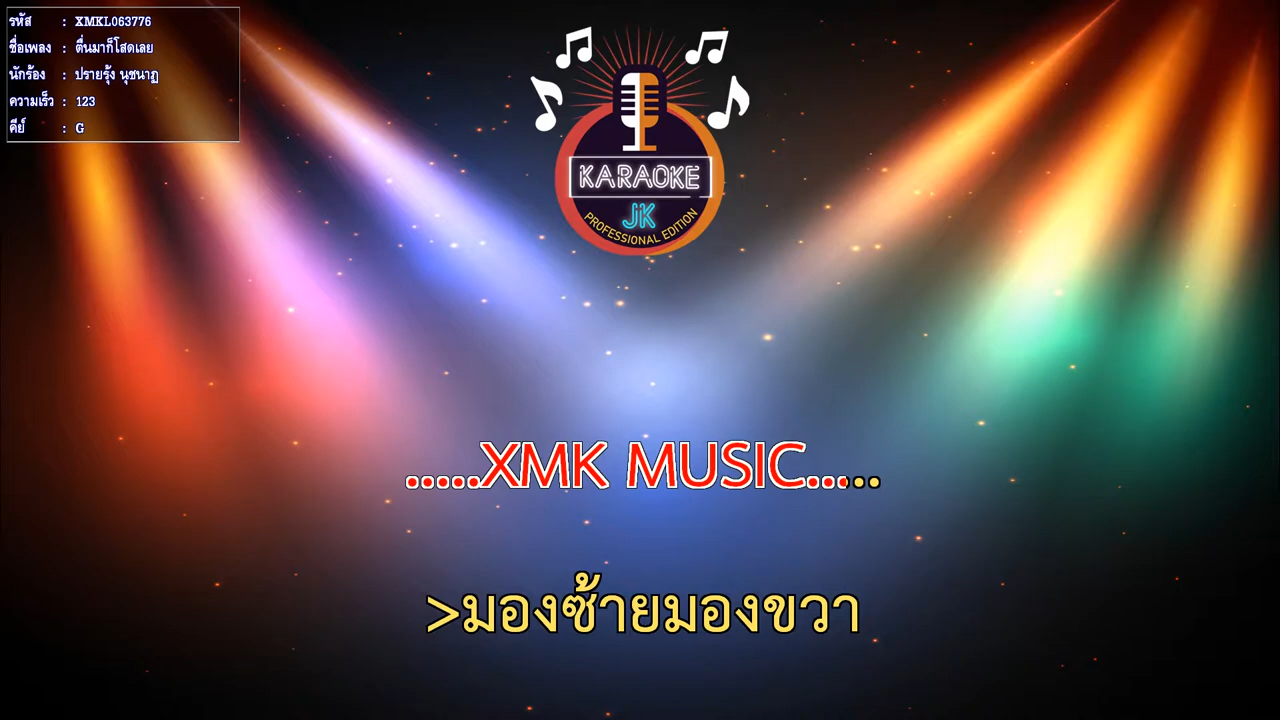 รหัส : XMKL063776
ชื่อเพลง : ตื่นมาก็โสดเลย
นักร้อง : ปรายรุ้ง นุชนาฏ
ความเร็ว : 123
คีย์ : G
KARAOKE
JK
PROFESSIONAL EDITION
.....XMK MUSIC.....
>มองซ้ายมองขวา